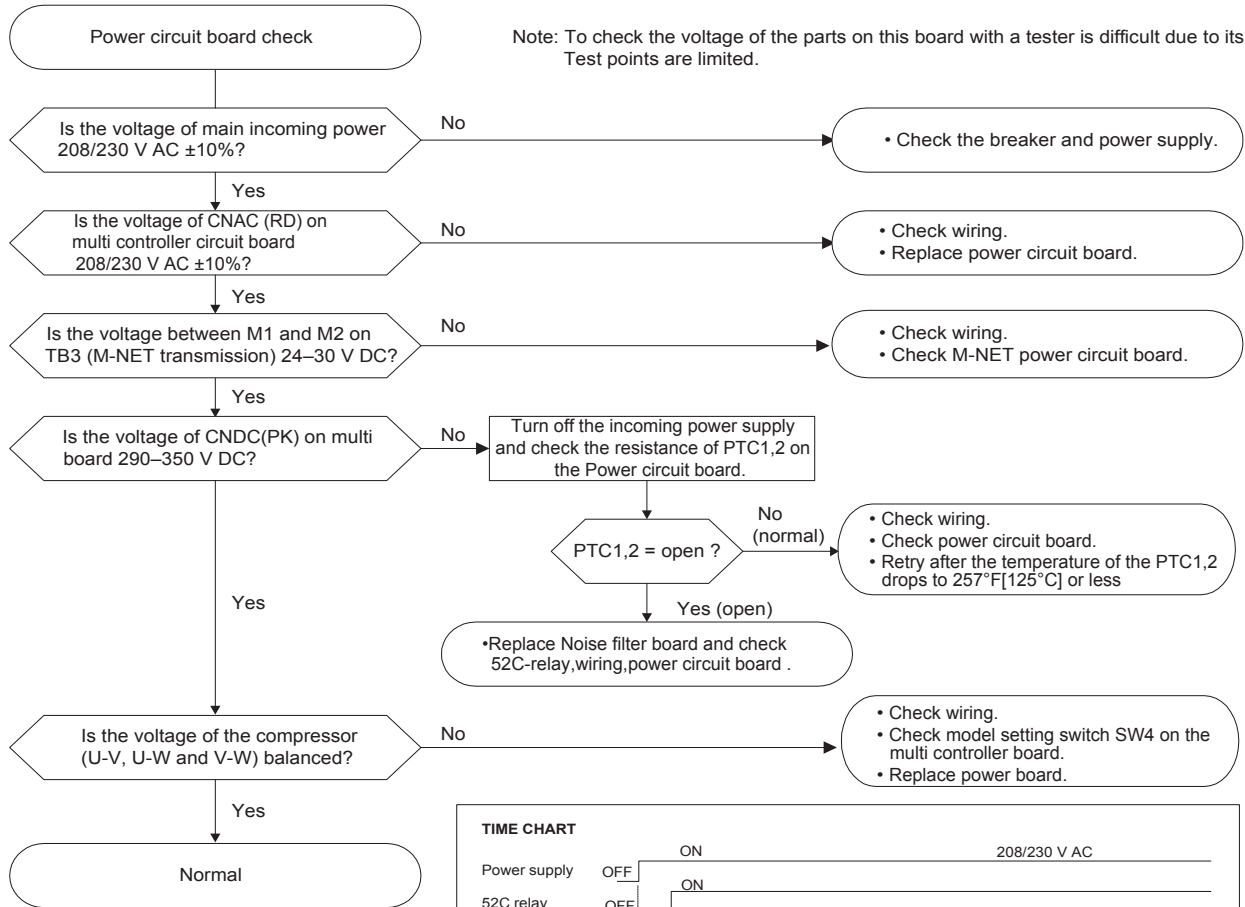 Power circuit board check
Note: To check the voltage of the parts on this board with a tester is difficult due to its
Test points are limited.
Is the voltage of main incoming power
208/230 V AC ±10%?
No
• Check the breaker and power supply.
Yes
Is the voltage of CNAC (RD) on
multi controller circuit board
208/230 V AC ±10%?
No
• Check wiring.
• Replace power circuit board.
Yes
Is the voltage between M1 and M2 on
TB3 (M-NET transmission) 24–30 V DC?
No
• Check wiring.
• Check M-NET power circuit board.
Yes
Is the voltage of CNDC(PK) on multi
board 290–350 V DC?
No
Turn off the incoming power supply
and check the resistance of PTC1,2 on
the Power circuit board.
PTC1,2 = open ?
No
(normal)
• Check wiring.
• Check power circuit board.
• Retry after the temperature of the PTC1,2
drops to 257°F[125°C] or less
Yes
Yes (open)
•Replace Noise filter board and check
52C-relay,wiring,power circuit board .
Is the voltage of the compressor
(U-V, U-W and V-W) balanced?
No
• Check wiring.
• Check model setting switch SW4 on the
multi controller board.
• Replace power board.
Yes
Normal
TIME CHART
Power supply OFF ON 208/230 V AC
52C relay OFF ON